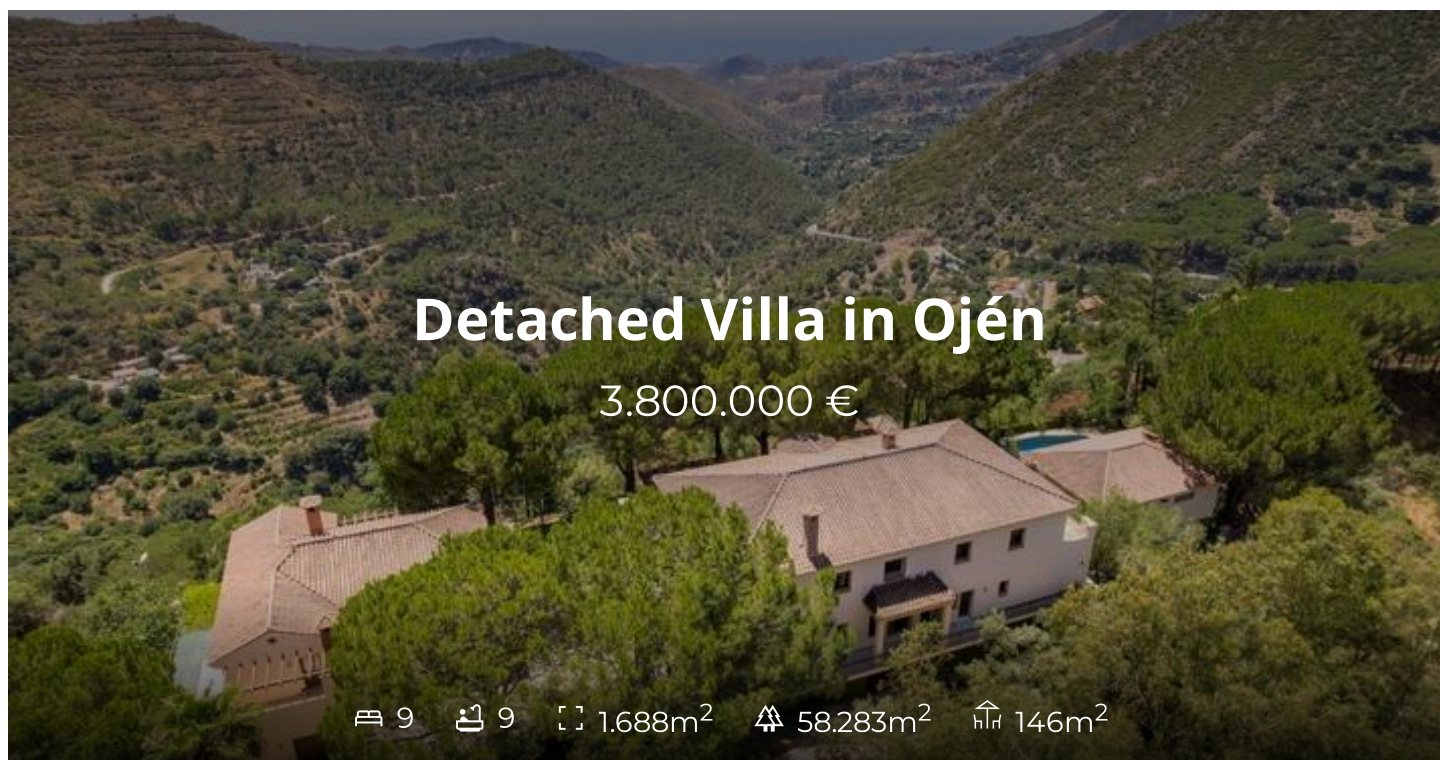 Detached Villa in Ojén
3.800.000 €
9 9 1.688m² 58.283m² 146m²